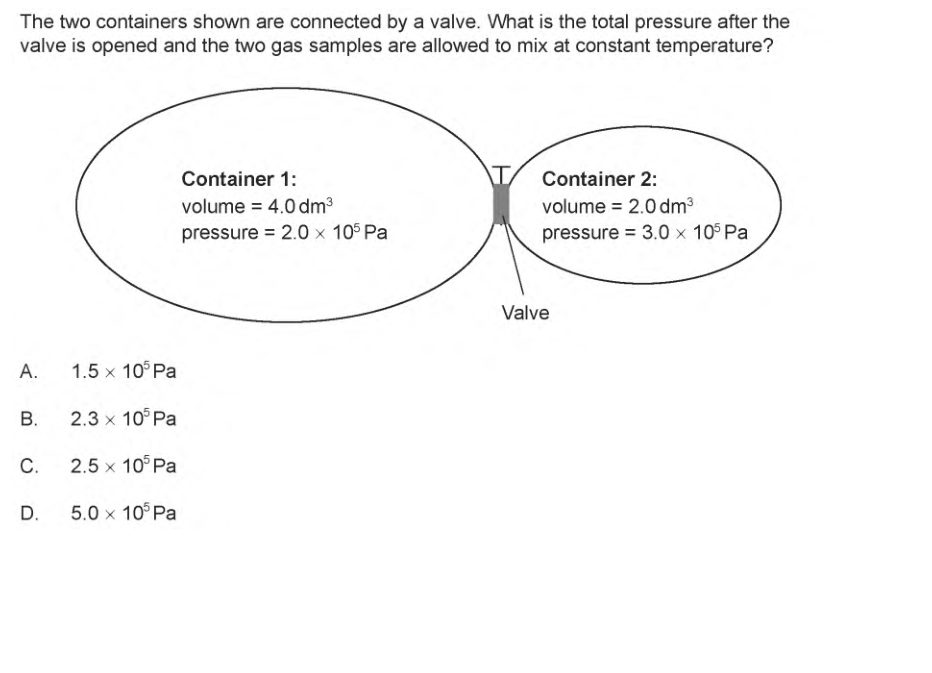 The two containers shown are connected by a valve. What is the total pressure after the
valve is opened and the two gas samples are allowed to mix at constant temperature?
Container 1:
volume = 4.0 dm³
pressure = 2.0 × 10⁵ Pa
Container 2:
volume = 2.0 dm³
pressure = 3.0 × 10⁵ Pa
Valve
A. 1.5 × 10⁵ Pa
B. 2.3 × 10⁵ Pa
C. 2.5 × 10⁵ Pa
D. 5.0 × 10⁵ Pa